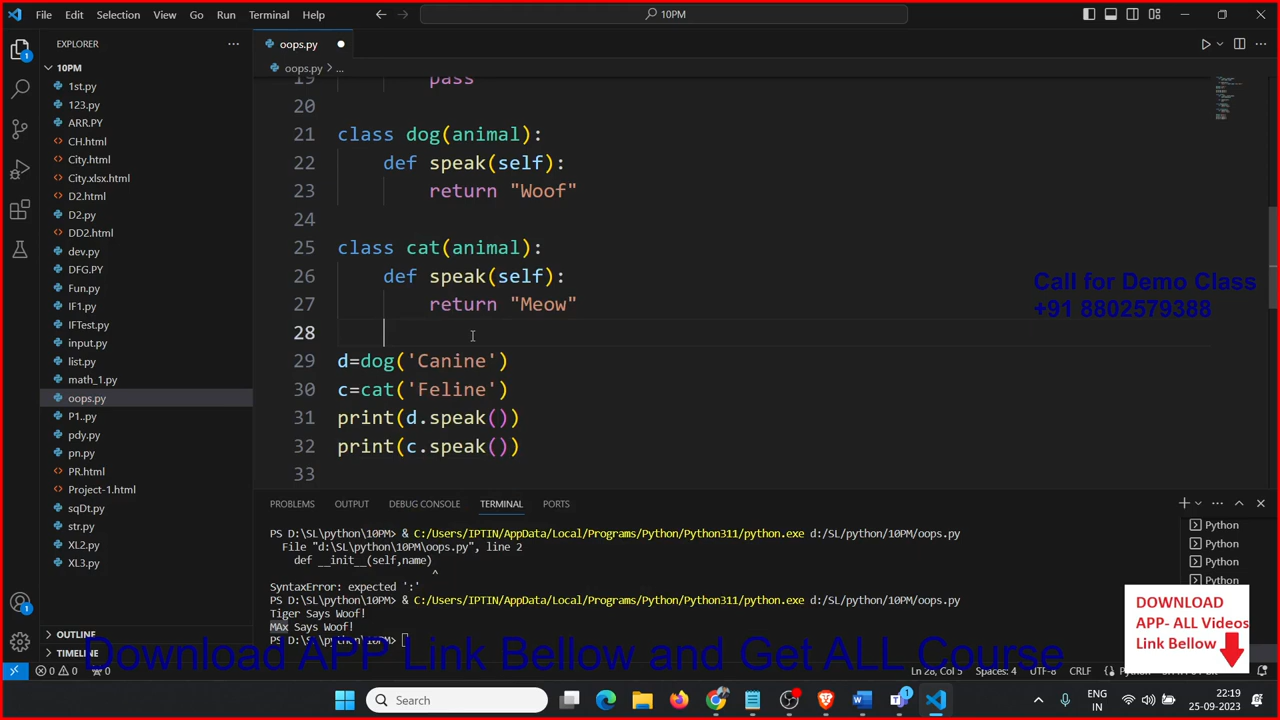 File Edit Selection View Go Run Terminal Help
10PM
EXPLORER
oops.py
10PM
oops.py > ...
1st.py
123.py
ARR.PY
CH.html
City.html
City.xlsx.html
D2.html
D2.py
DD2.html
dev.py
DFG.PY
Fun.py
IF1.py
IFTest.py
input.py
list.py
math_1.py
oops.py
P1..py
pdy.py
pn.py
PR.html
Project-1.html
sqDt.py
str.py
XL2.py
XL3.py
OUTLINE
TIMELINE
19 pass
20
21 class dog(animal):
22 def speak(self):
23 return "Woof"
24
25 class cat(animal):
26 def speak(self):
27 return "Meow"
28
29 d=dog('Canine')
30 c=cat('Feline')
31 print(d.speak())
32 print(c.speak())
33
Call for Demo Class
+91 8802579388
PROBLEMS OUTPUT DEBUG CONSOLE TERMINAL PORTS
PS D:\SL\python\10PM> & C:/Users/IPTIN/AppData/Local/Programs/Python/Python311/python.exe d:/SL/python/10PM/oops.py
File "d:\SL\python\10PM\oops.py", line 2
def __init__(self,name)
^
SyntaxError: expected ':'
PS D:\SL\python\10PM> & C:/Users/IPTIN/AppData/Local/Programs/Python/Python311/python.exe d:/SL/python/10PM/oops.py
Tiger Says Woof!
MAx Says Woof!
PS D:\SL\python\10PM>
Python
Python
Python
Python
DOWNLOAD
APP- ALL Videos
Link Bellow
Download APP Link Bellow and Get ALL Course
0 0 0 Ln 28, Col 5 Spaces: 4 UTF-8 CRLF
Search
ENG
IN
22:19
25-09-2023